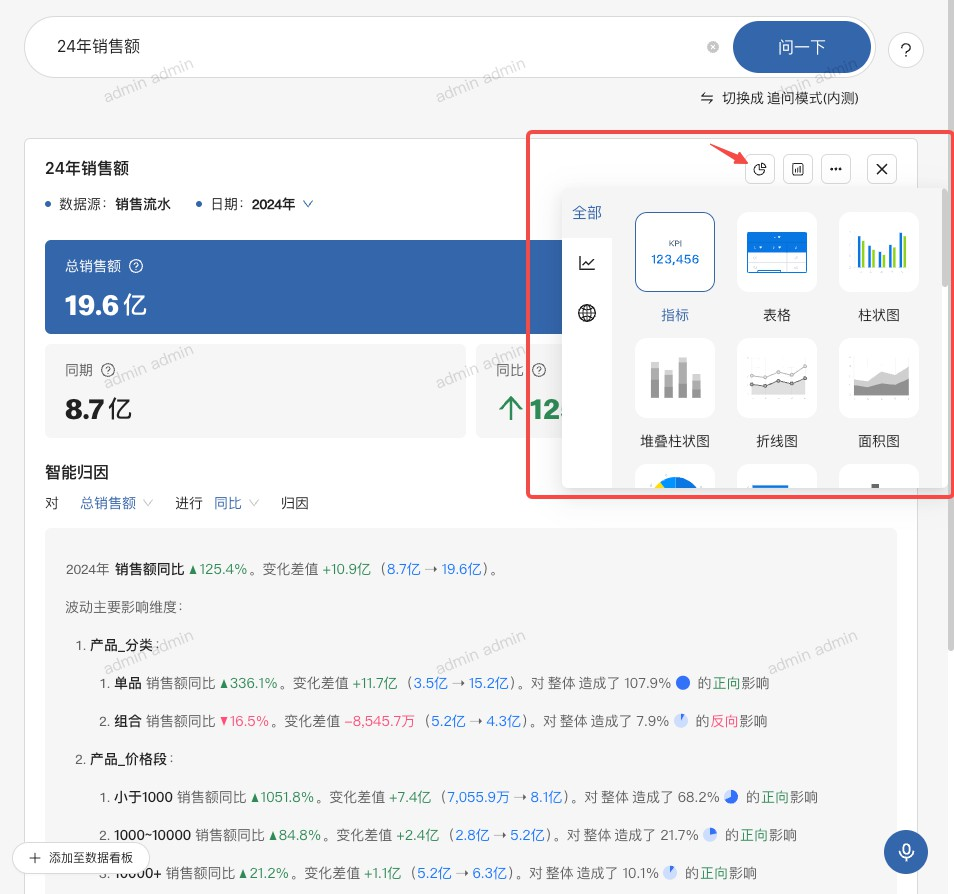 24年销售额
问一下
?
切换成 追问模式(内测)
24年销售额
数据源: 销售流水
日期: 2024年
总销售额
19.6亿
同期
8.7亿
同比
全部
KPI
123,456
指标
表格
柱状图
堆叠柱状图
折线图
面积图
智能归因
对 总销售额 进行 同比 归因
2024年 销售额同比 ▲125.4%。变化差值 +10.9亿（8.7亿 → 19.6亿）。
波动主要影响维度：
1. 产品_分类：
1. 单品 销售额同比 ▲336.1%。变化差值 +11.7亿（3.5亿 → 15.2亿）。对 整体 造成了 107.9% 的正向影响
2. 组合 销售额同比 ▼16.5%。变化差值 −8,545.7万（5.2亿 → 4.3亿）。对 整体 造成了 7.9% 的反向影响
2. 产品_价格段：
1. 小于1000 销售额同比 ▲1051.8%。变化差值 +7.4亿（7,055.9万 → 8.1亿）。对 整体 造成了 68.2% 的正向影响
2. 1000~10000 销售额同比 ▲84.8%。变化差值 +2.4亿（2.8亿 → 5.2亿）。对 整体 造成了 21.7% 的正向影响
3. 10000+ 销售额同比 ▲21.2%。变化差值 +1.1亿（5.2亿 → 6.3亿）。对 整体 造成了 10.1% 的正向影响
+ 添加至数据看板
admin admin
admin admin
admin admin
admin admin
admin admin
admin admin
admin admin
admin admin